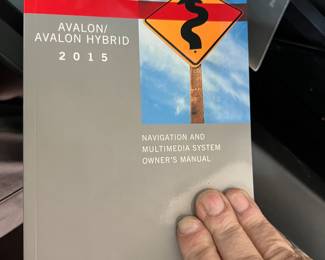 AVALON/
AVALON HYBRID
2015
NAVIGATION AND
MULTIMEDIA SYSTEM
OWNER'S MANUAL